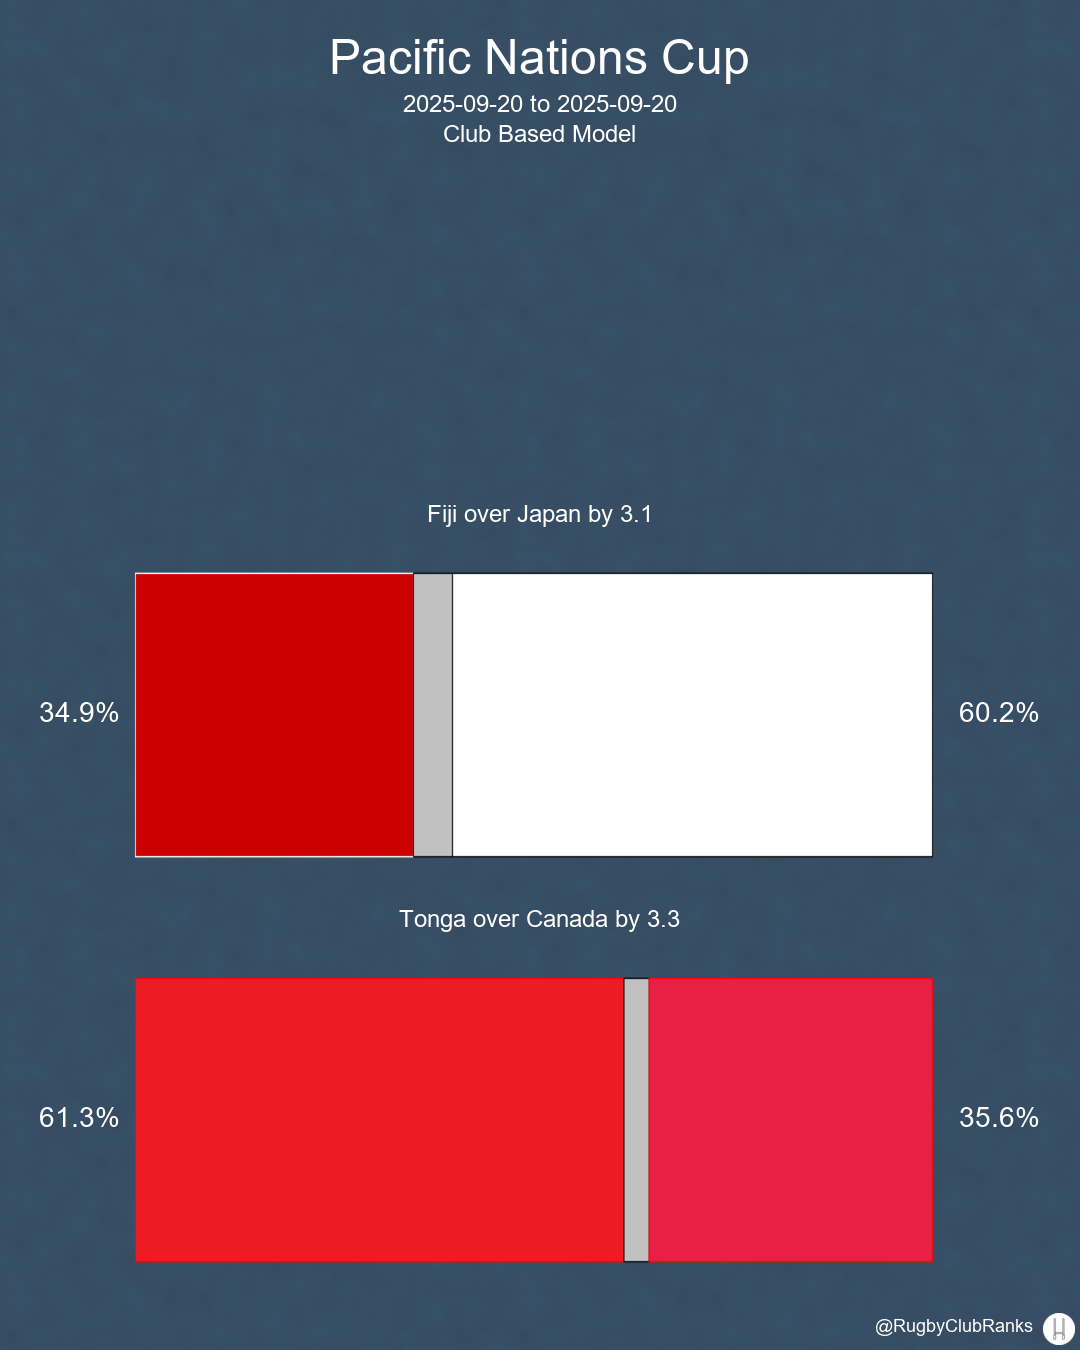 Pacific Nations Cup
2025-09-20 to 2025-09-20
Club Based Model
Fiji over Japan by 3.1
34.9%
60.2%
Tonga over Canada by 3.3
61.3%
35.6%
@RugbyClubRanks